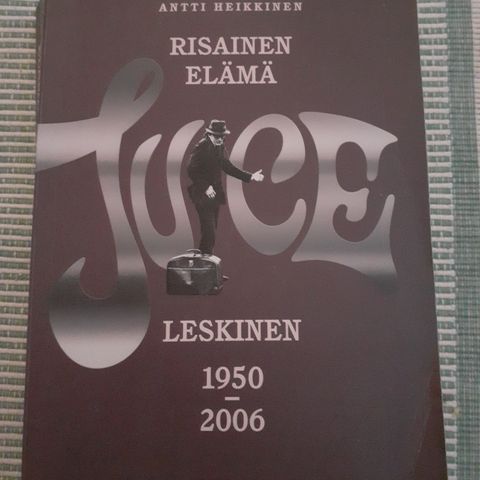 ANTTI HEIKKINEN
RISAINEN
ELÄMÄ
JUICE
LESKINEN
1950
–
2006